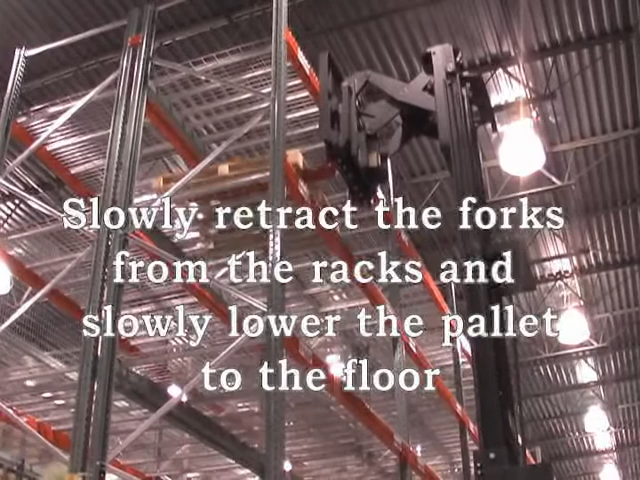 Slowly retract the forks
from the racks and
slowly lower the pallet
to the floor